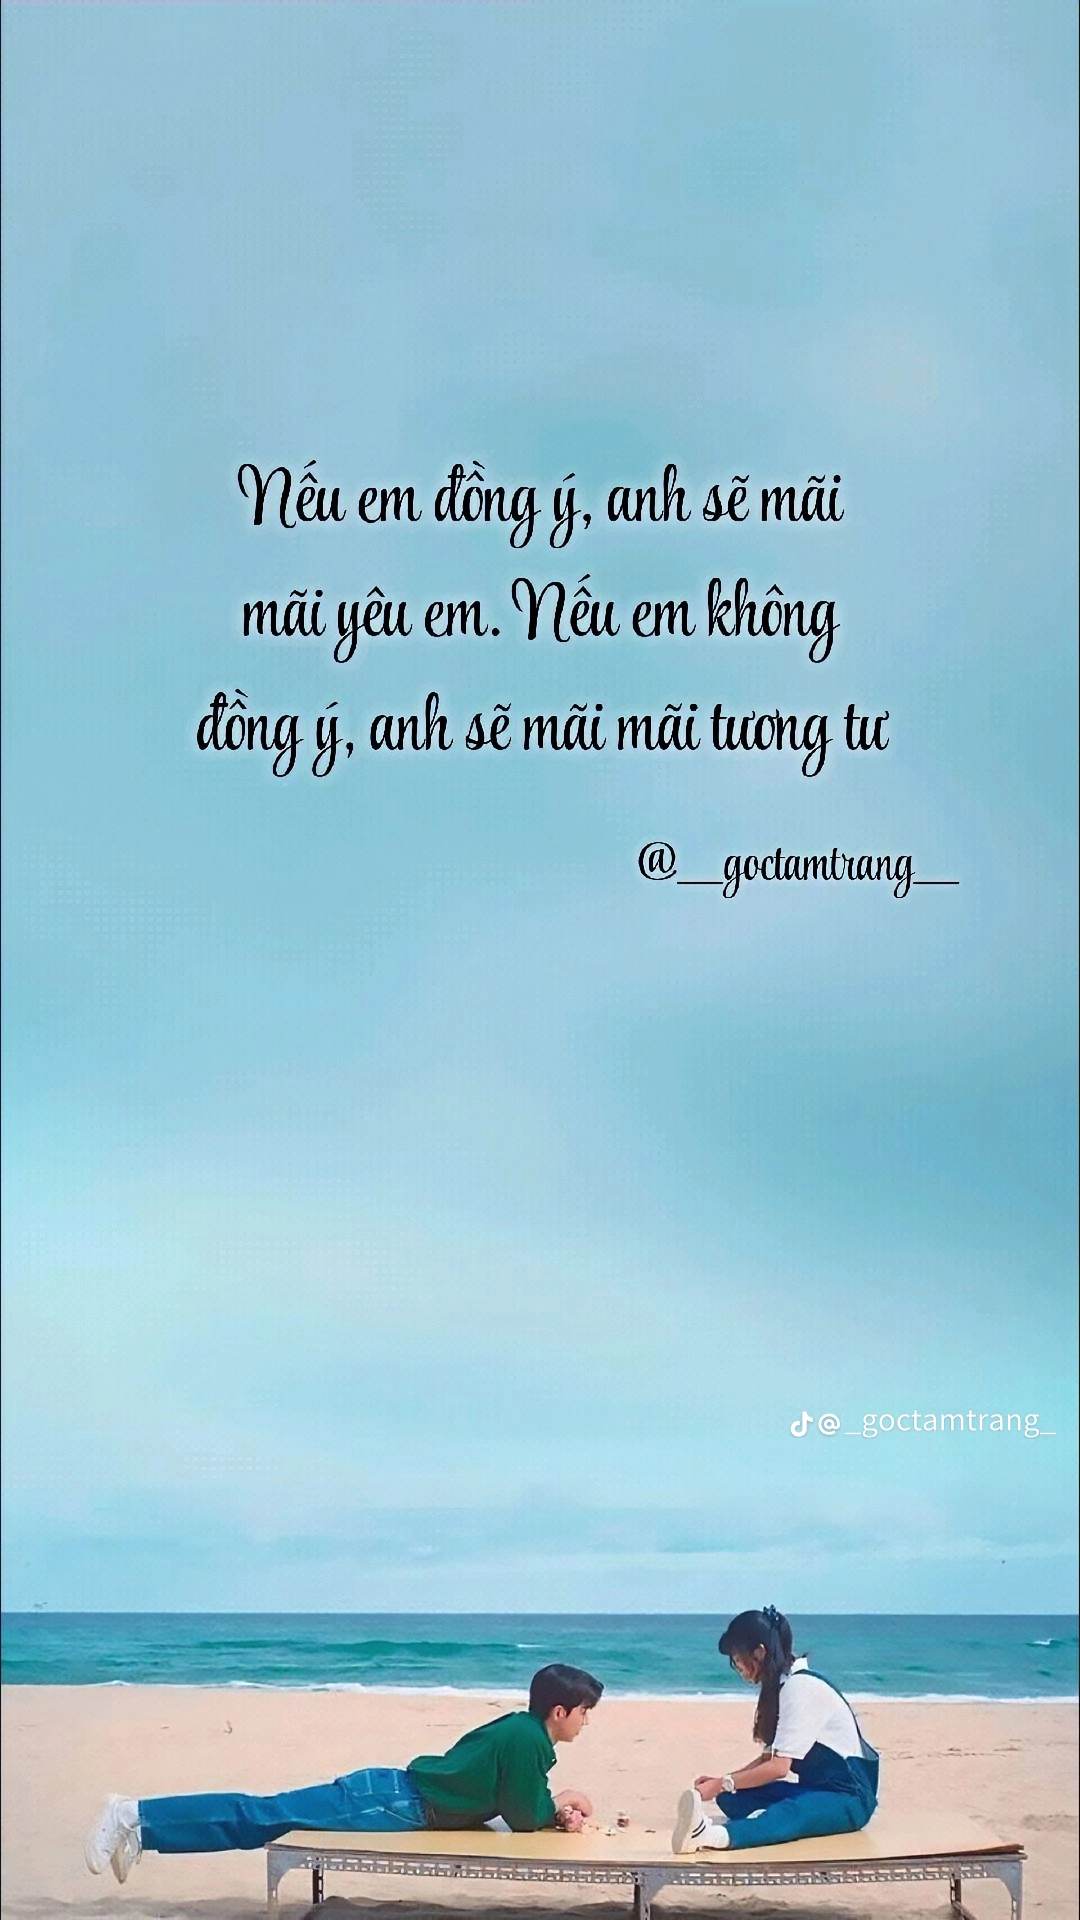 Nếu em đồng ý, anh sẽ mãi
mãi yêu em. Nếu em không
đồng ý, anh sẽ mãi mãi tương tư
@__goctamtrang__
@_goctamtrang_